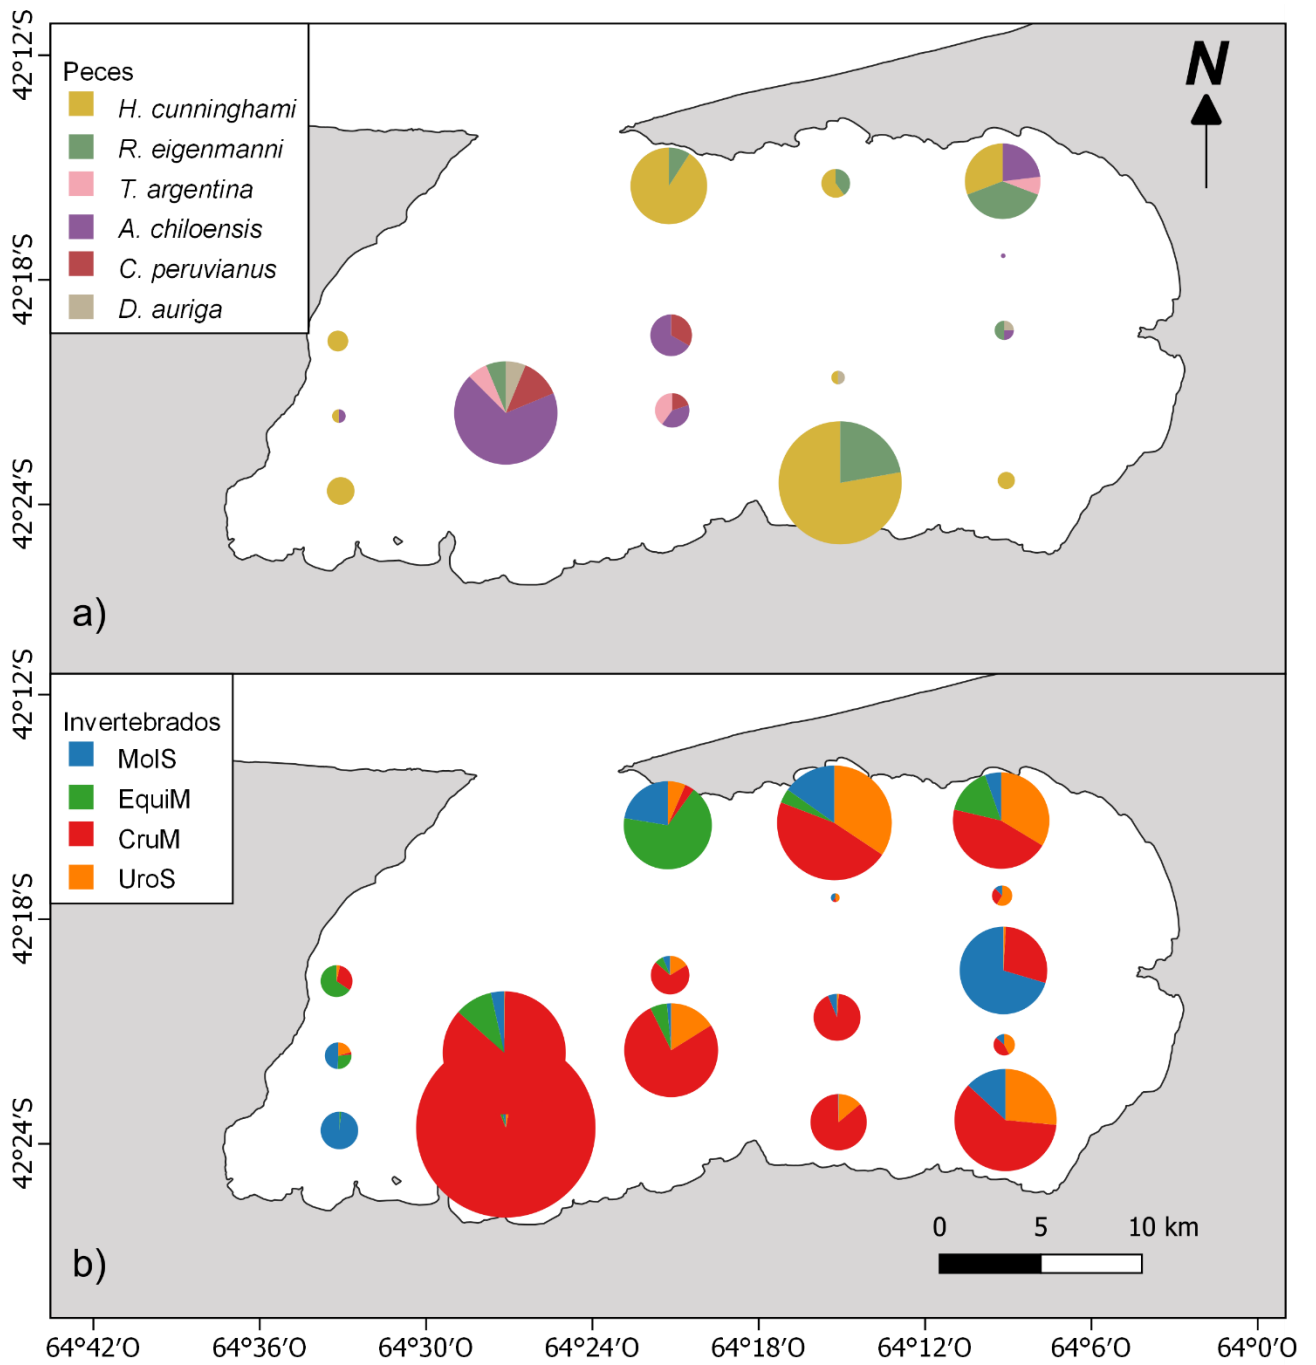 42°12′S
42°18′S
42°24′S
Peces
H. cunninghami
R. eigenmanni
T. argentina
A. chiloensis
C. peruvianus
D. auriga
N
a)
42°12′S
42°18′S
42°24′S
Invertebrados
MolS
EquiM
CruM
UroS
b)
0 5 10 km
64°42′O 64°36′O 64°30′O 64°24′O 64°18′O 64°12′O 64°6′O 64°0′O